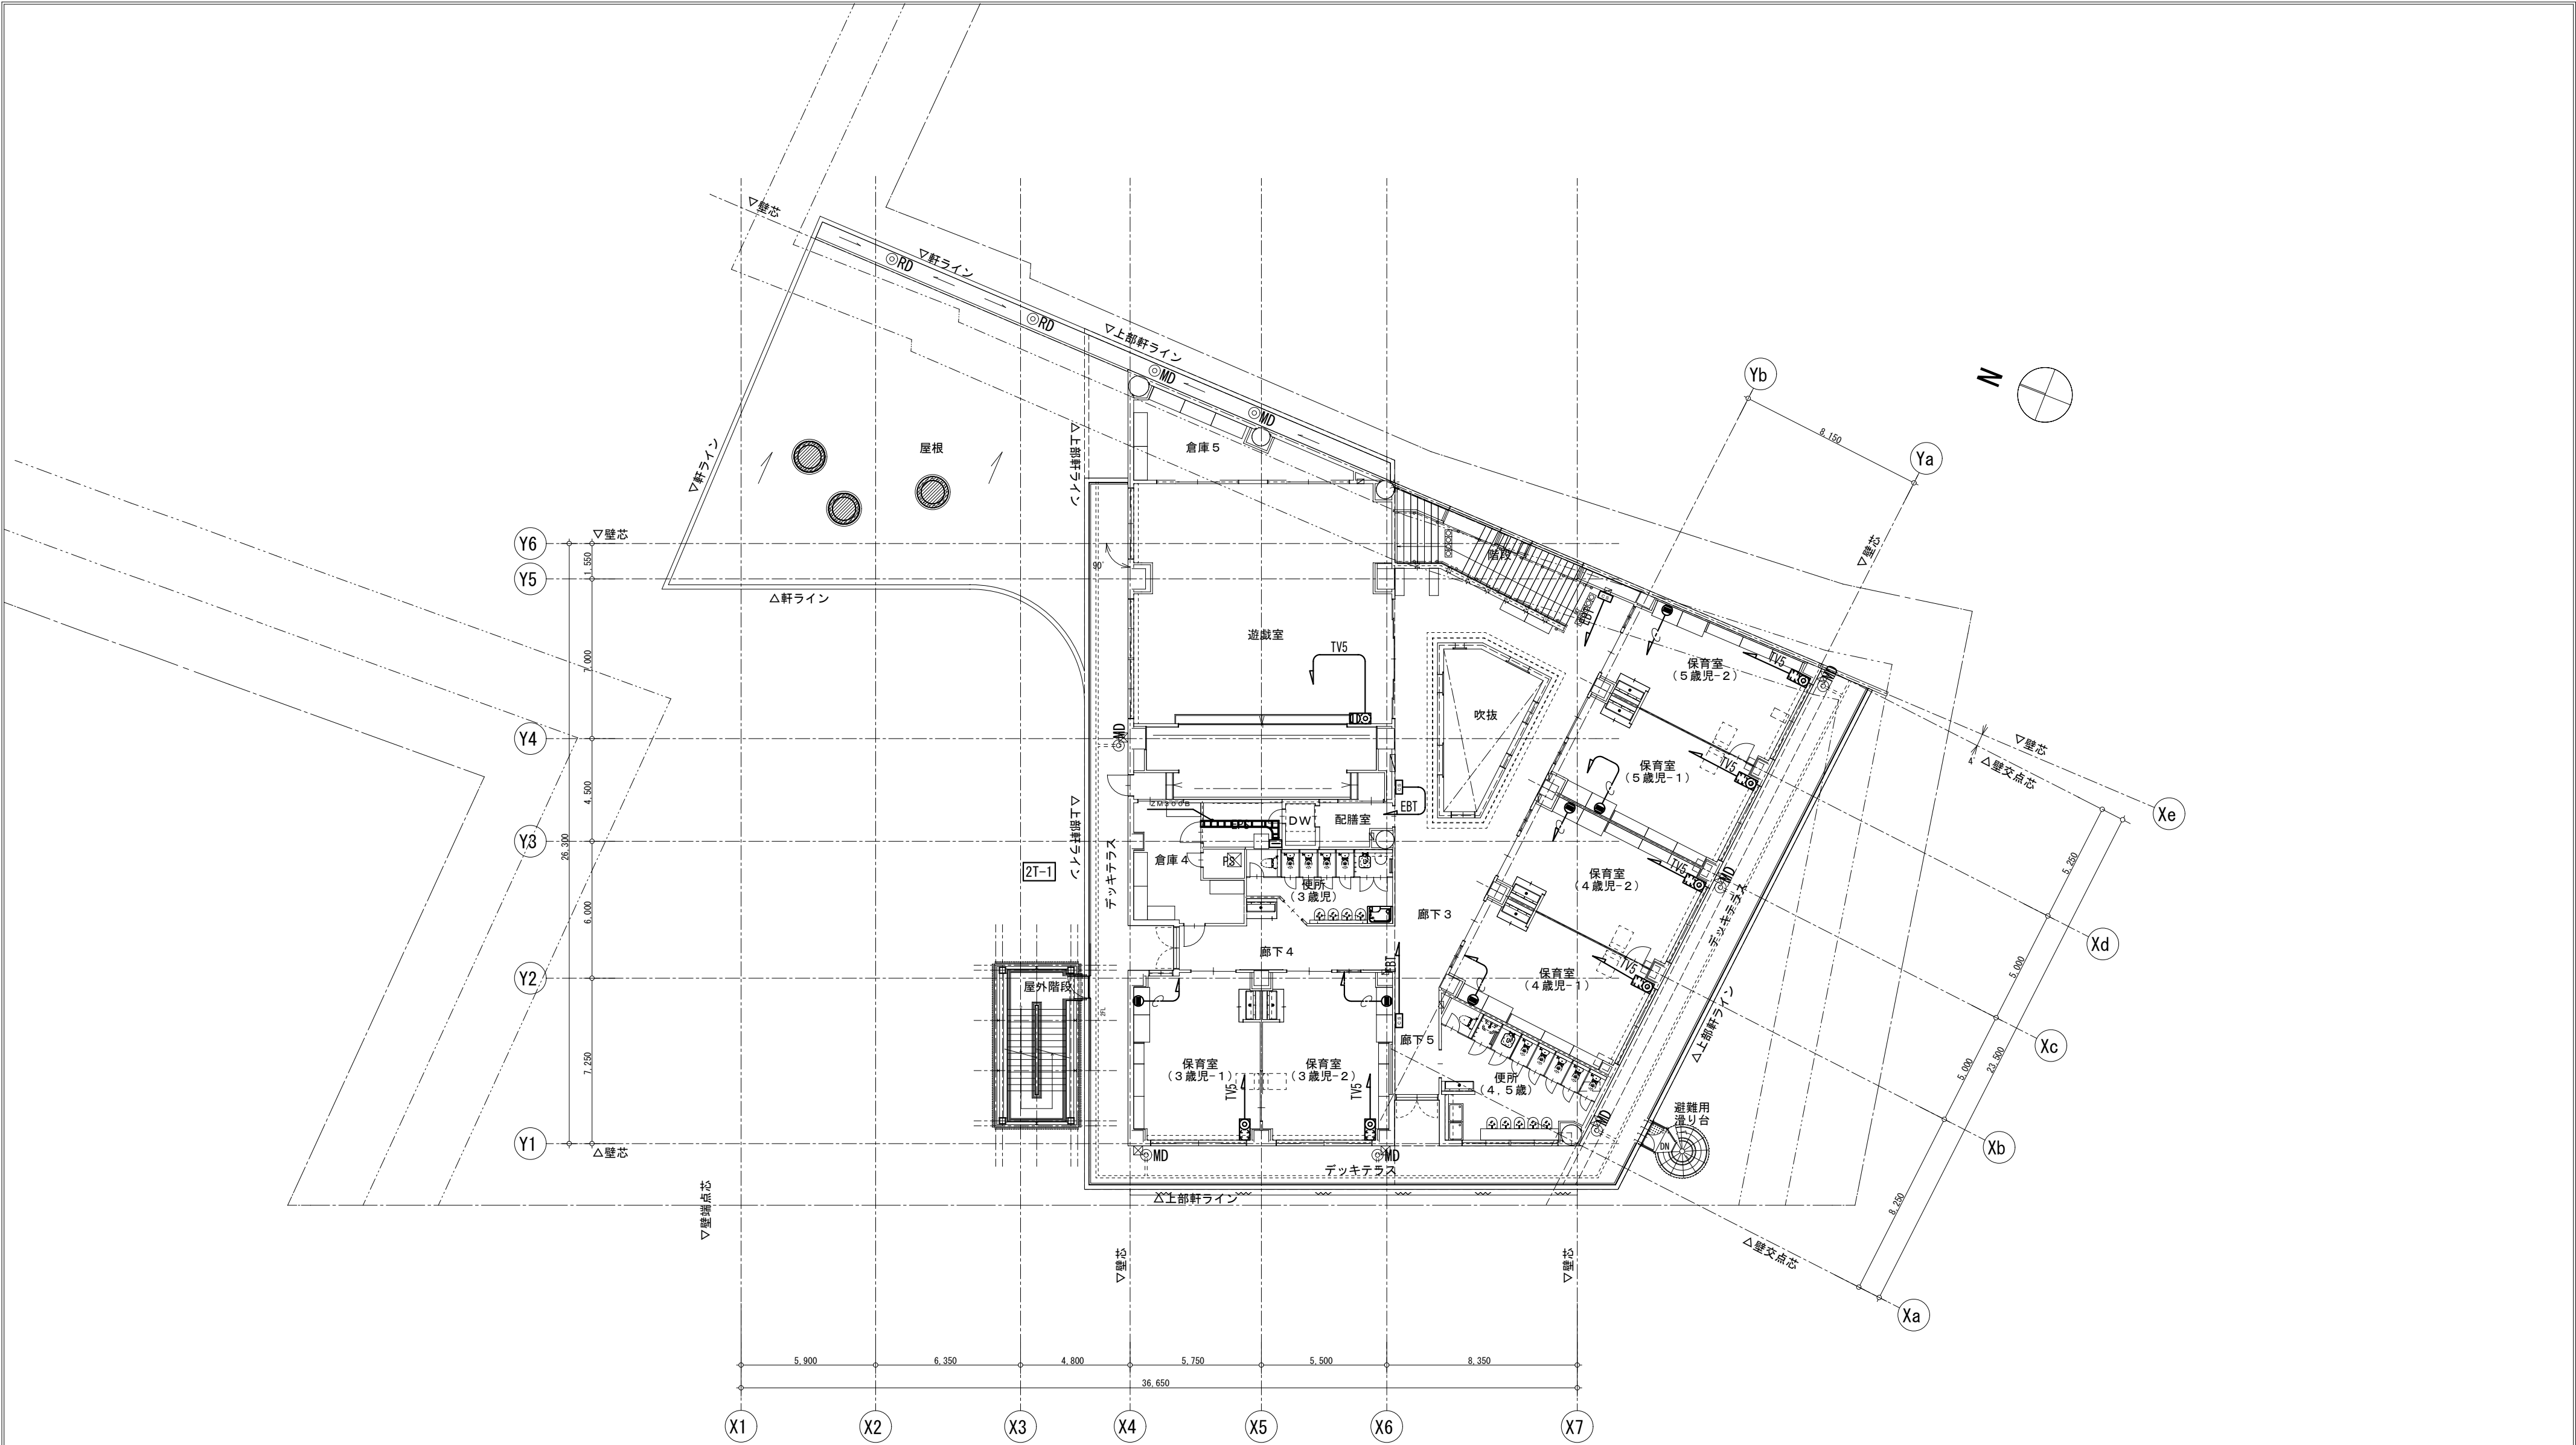 ▽壁芯
◎RD
▽軒ライン
◎RD
▽上部軒ライン
◎MD
◎MD
N
Yb
8,150
Ya
▽壁芯
屋根
▽軒ライン
△上部軒ライン
倉庫５
Y6
▽壁芯
1,550
90°
階段
Y5
△軒ライン
EBT
7,000
遊戯室
TV5
保育室
（５歳児-２）
TV5
MD
吹抜
Y4
MD
保育室
（５歳児-１）
TV5
▽壁芯
4
△壁交点芯
Xe
4,500
26,300
ZM300B
EPS
DW
配膳室
EBT
Y3
△上部軒ライン
デッキテラス
倉庫４
PS
2T-1
便所
（３歳児）
廊下３
保育室
（４歳児-２）
TV5
MD
デッキテラス
5,250
6,000
廊下４
Xd
Y2
屋外階段
EBT
保育室
（４歳児-１）
TV5
5,000
△上部軒ライン
廊下５
Xc
7,250
保育室
（３歳児-１）
保育室
（３歳児-２）
TV5
TV5
便所
（４,５歳）
5,000
23,500
避難用
滑り台
MD
DN
Y1
△壁芯
MD
MD
Xb
デッキテラス
△上部軒ライン
8,250
▽壁端点芯
▽壁芯
▽壁芯
△壁交点芯
Xa
5,900
6,350
4,800
5,750
5,500
8,350
36,650
X1
X2
X3
X4
X5
X6
X7